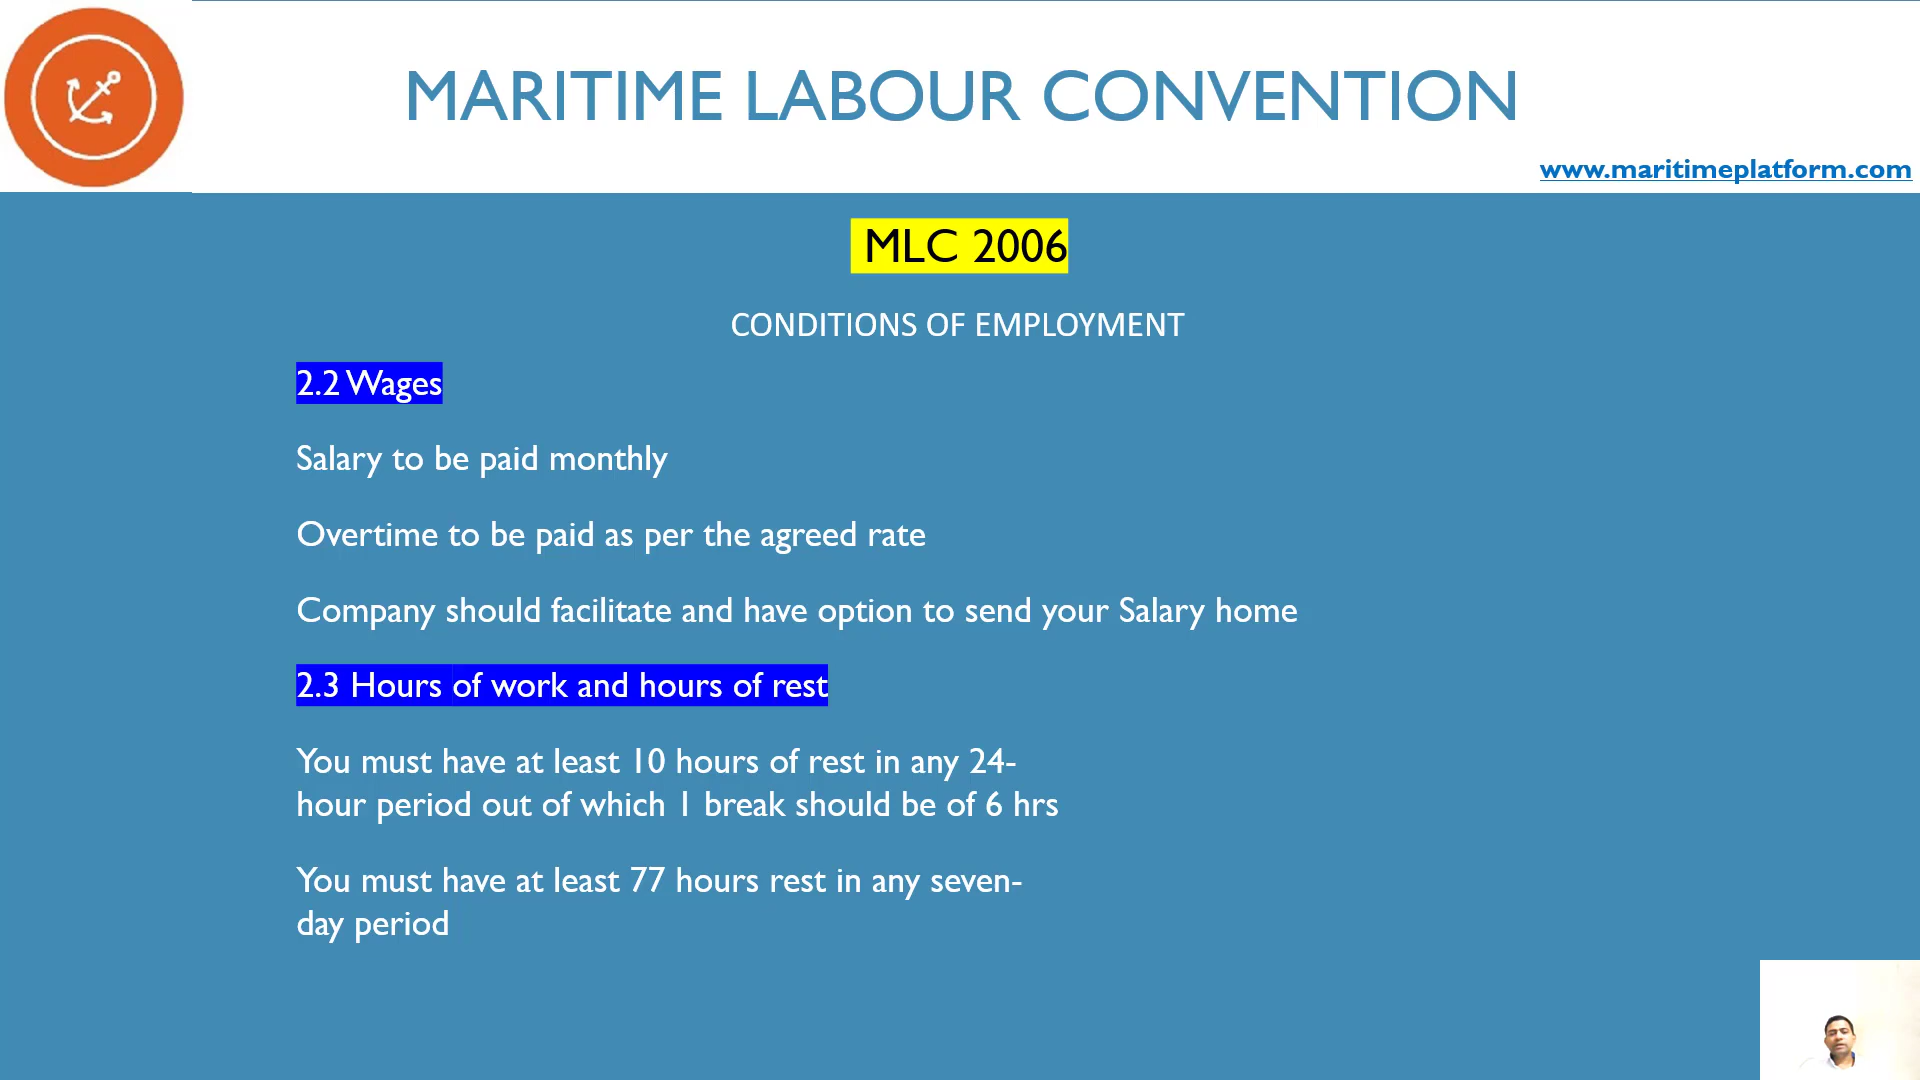 MARITIME LABOUR CONVENTION
www.maritimeplatform.com
MLC 2006
CONDITIONS OF EMPLOYMENT
2.2 Wages
Salary to be paid monthly
Overtime to be paid as per the agreed rate
Company should facilitate and have option to send your Salary home
2.3 Hours of work and hours of rest
You must have at least 10 hours of rest in any 24-
hour period out of which 1 break should be of 6 hrs
You must have at least 77 hours rest in any seven-
day period